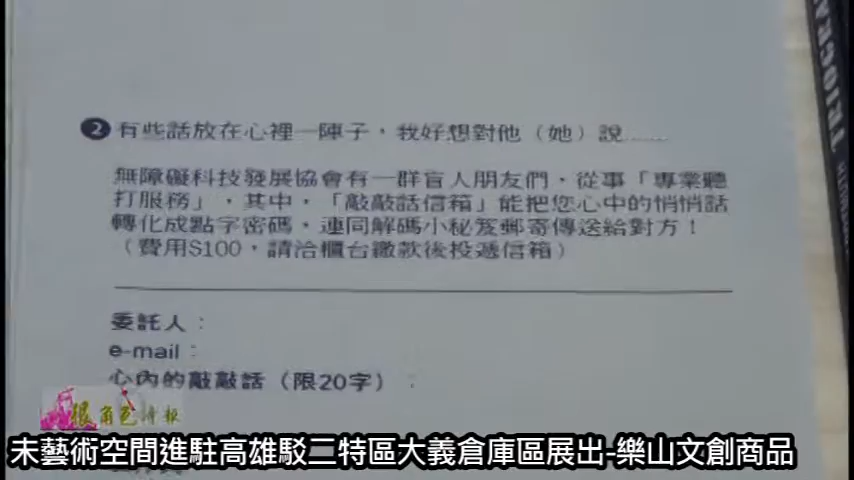 2 有些話放在心裡一陣子，我好想對他（她）說......
無障礙科技發展協會有一群盲人朋友們，從事「專業聽
打服務」，其中，「敲敲話信箱」能把您心中的悄悄話
轉化成點字密碼，連同解碼小秘笈郵寄傳送給對方！
（費用$100，請洽櫃台繳款後投遞信箱）
委託人：
e-mail：
心內的敲敲話（限20字）：
角色時報
未藝術空間進駐高雄駁二特區大義倉庫區展出-樂山文創商品